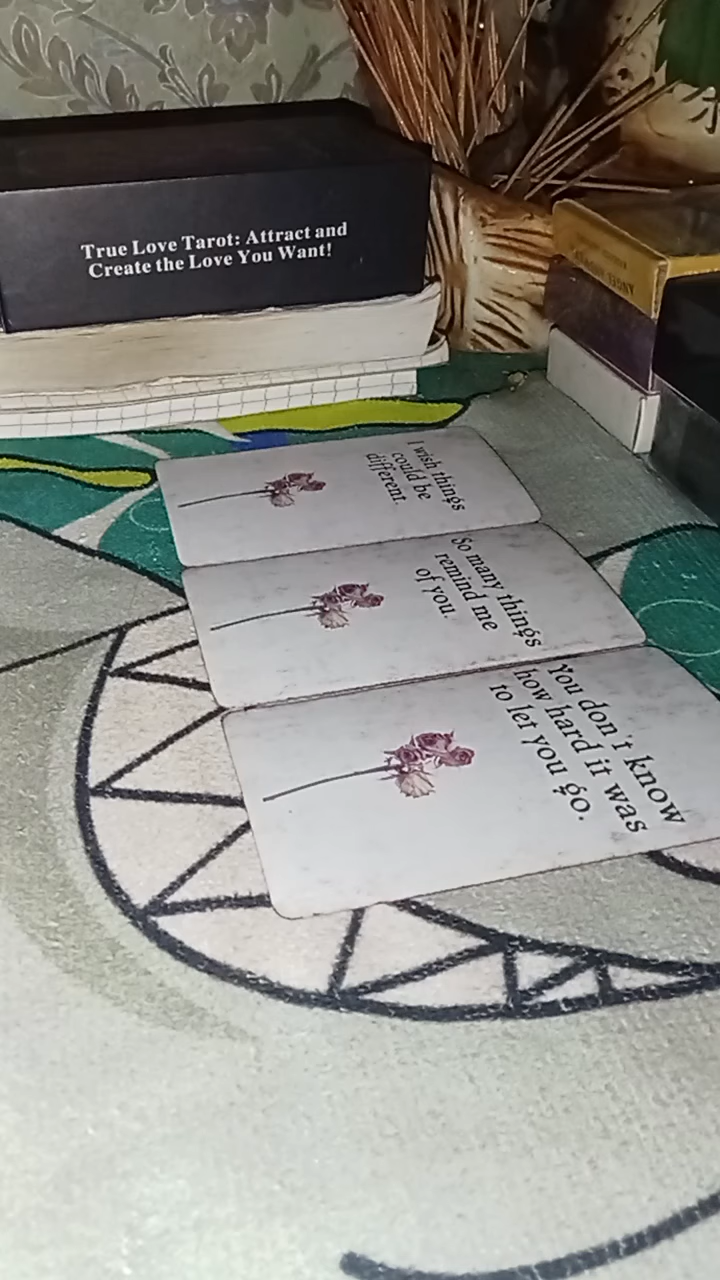 True Love Tarot: Attract and
Create the Love You Want!
I wish things
could be
different.
So many things
remind me
of you.
You don't know
how hard it was
ro let you go.